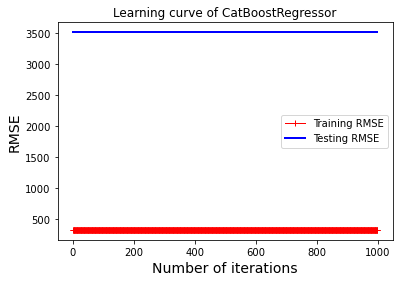 Learning curve of CatBoostRegressor
RMSE
3500
3000
2500
2000
1500
1000
500
Training RMSE
Testing RMSE
0
200
400
600
800
1000
Number of iterations